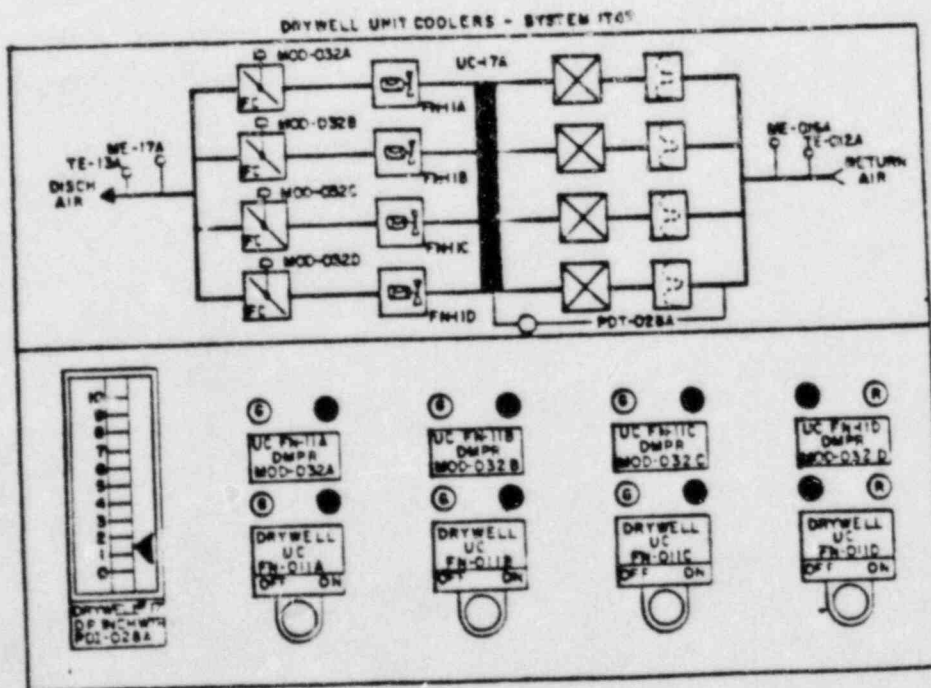 DRYWELL UNIT COOLERS - SYSTEM
MOD-032A
UC-17A
FC
FN-11A
MOD-032B
ME-17A
TE-13A
ME-016A
TE-012A
FN-11B
DISCH
AIR
RETURN
AIR
MOD-032C
FC
FN-11C
MOD-032D
FC
FN-11D
PDT-028A
10
9
8
7
6
5
4
3
2
1
0
G
G
G
R
UC FN-11A
DMPR
MOD-032A
UC FN-11B
DMPR
MOD-032B
UC FN-11C
DMPR
MOD-032C
UC FN-11D
DMPR
MOD-032D
G
G
G
R
DRYWELL
UC
FN-011A
OFF ON
DRYWELL
UC
FN-011B
OFF ON
DRYWELL
UC
FN-011C
OFF ON
DRYWELL
UC
FN-011D
OFF ON
DRYWELL
D.P. INCH WTR
PDI-028A